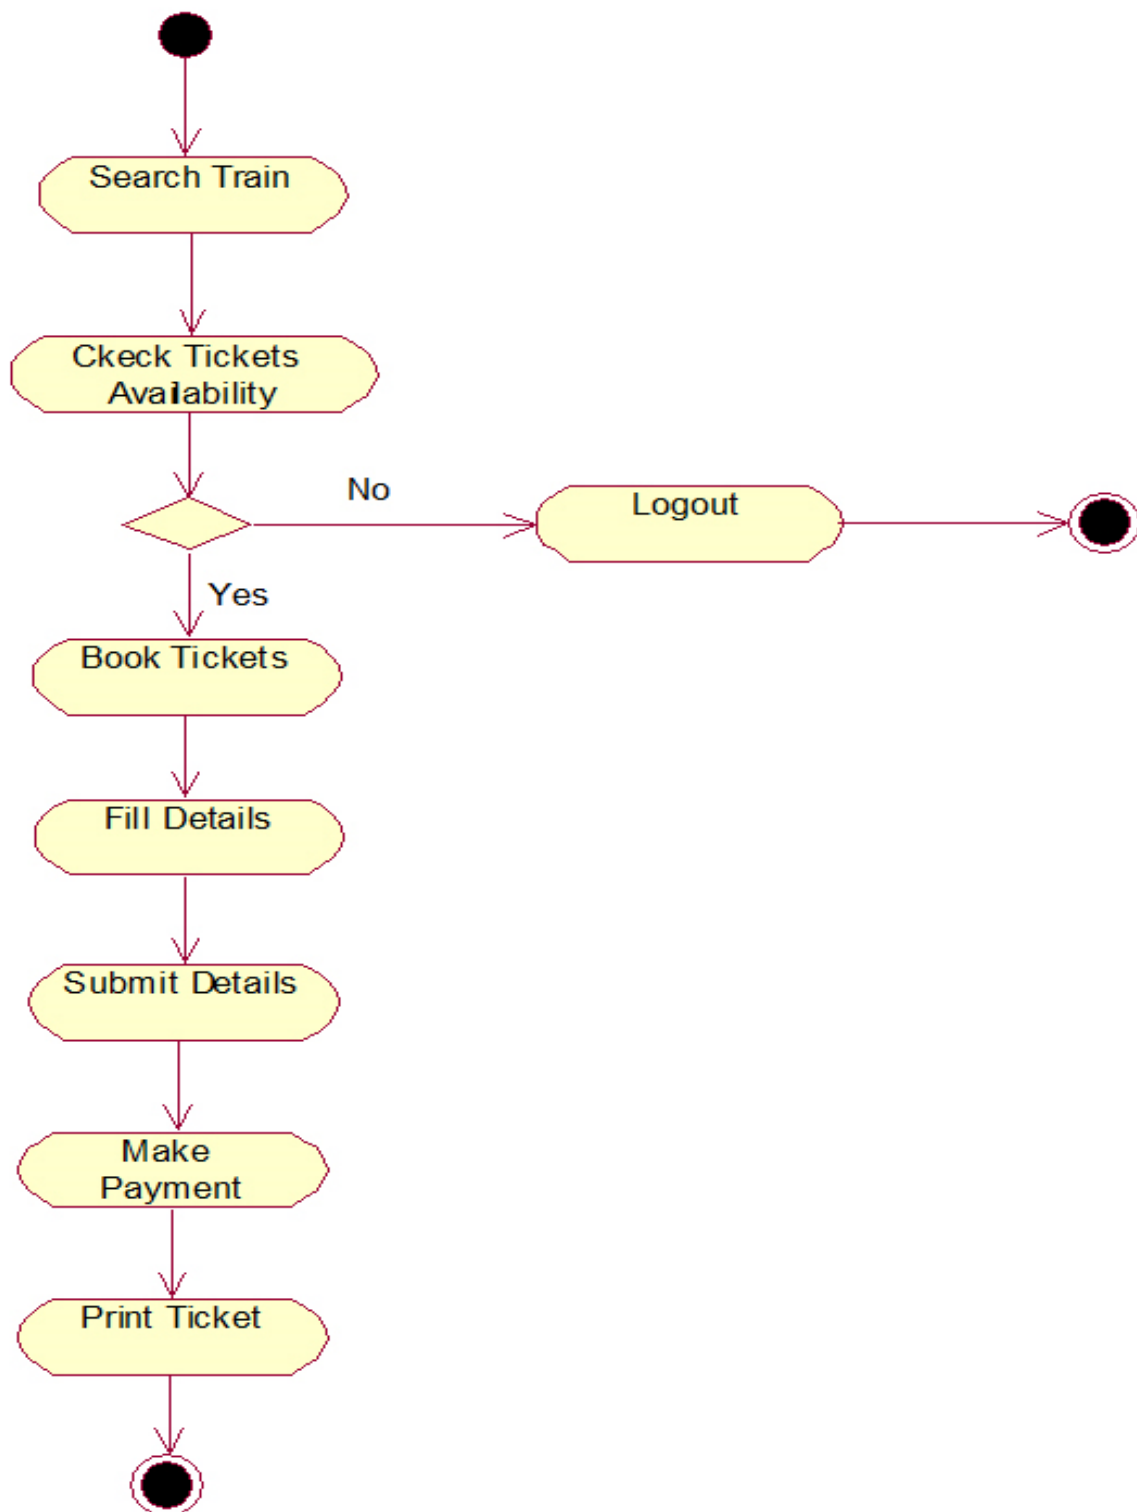 Search Train
Ckeck Tickets
Availability
No
Logout
Yes
Book Tickets
Fill Details
Submit Details
Make
Payment
Print Ticket